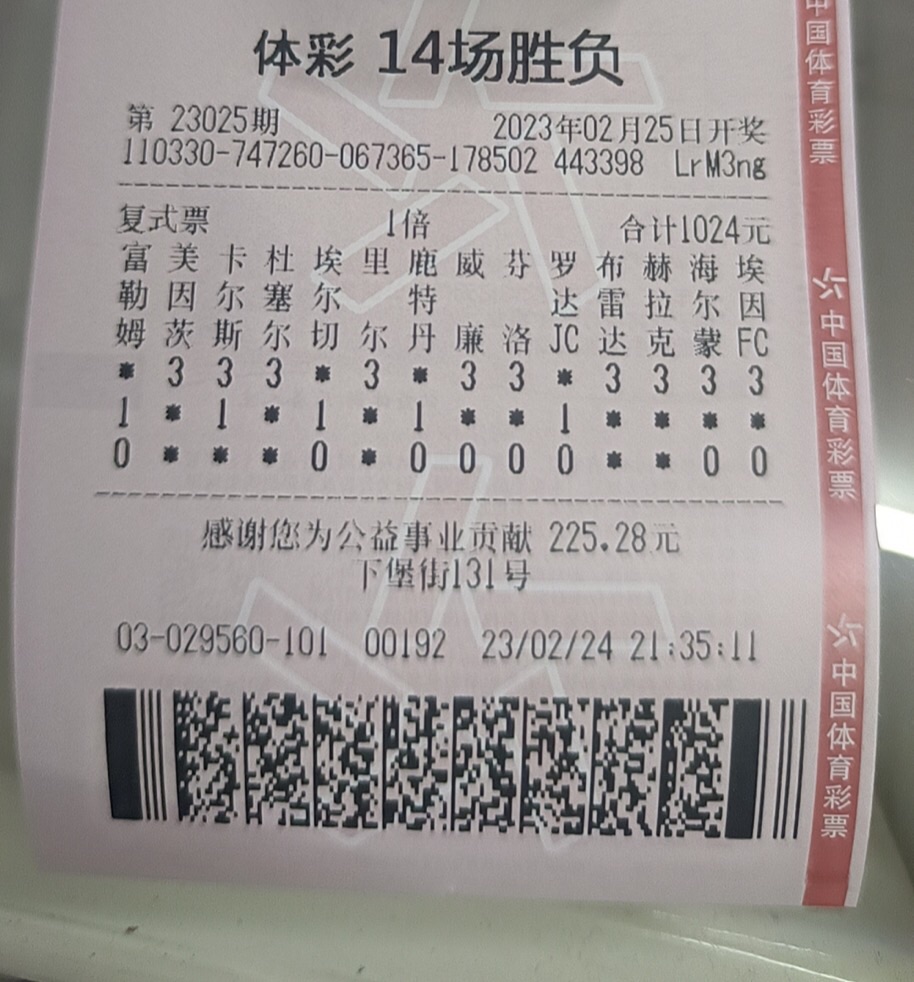 体彩 14场胜负
第 23025期 2023年02月25日开奖
110330-747260-067365-178502 443398 LrM3ng
复式票 1倍 合计1024元
富 美 卡 杜 埃 里 鹿 威 芬 罗 布 赫 海 埃
勒 因 尔 塞 尔 特 达 雷 拉 尔 因
姆 茨 斯 尔 切 尔 丹 廉 洛 JC 达 克 蒙 FC
* 3 3 3 * 3 * 3 3 * 3 3 3 3
1 * 1 * 1 * 1 * * 1 * * * *
0 * * * 0 * 0 0 0 0 * * 0 0
感谢您为公益事业贡献 225.28元
下堡街131号
03-029560-101 00192 23/02/24 21:35:11
中国体育彩票
中国体育彩票
中国体育彩票